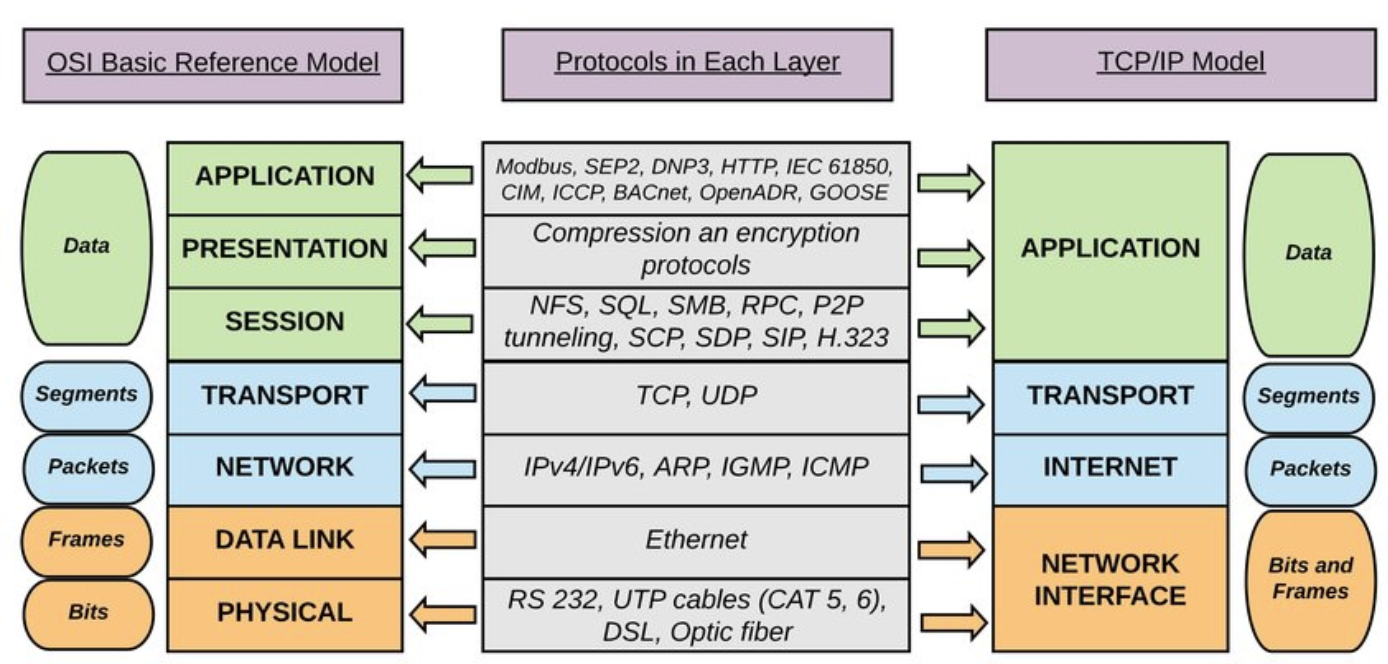 OSI Basic Reference Model
Protocols in Each Layer
TCP/IP Model
Data
APPLICATION
PRESENTATION
SESSION
Modbus, SEP2, DNP3, HTTP, IEC 61850,
CIM, ICCP, BACnet, OpenADR, GOOSE
Compression an encryption
protocols
NFS, SQL, SMB, RPC, P2P
tunneling, SCP, SDP, SIP, H.323
APPLICATION
Data
Segments
TRANSPORT
TCP, UDP
TRANSPORT
Segments
Packets
NETWORK
IPv4/IPv6, ARP, IGMP, ICMP
INTERNET
Packets
Frames
DATA LINK
Ethernet
Bits
PHYSICAL
RS 232, UTP cables (CAT 5, 6),
DSL, Optic fiber
NETWORK
INTERFACE
Bits and
Frames